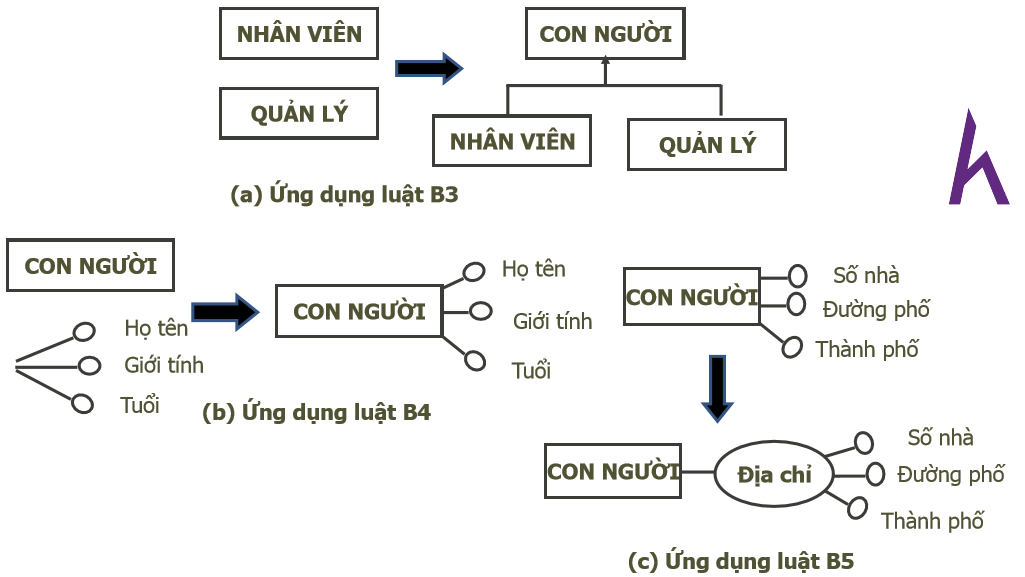 NHÂN VIÊN
QUẢN LÝ
CON NGƯỜI
NHÂN VIÊN
QUẢN LÝ
(a) Ứng dụng luật B3
CON NGƯỜI
Họ tên
Giới tính
Tuổi
CON NGƯỜI
Họ tên
Giới tính
Tuổi
(b) Ứng dụng luật B4
CON NGƯỜI
Số nhà
Đường phố
Thành phố
CON NGƯỜI
Địa chỉ
Số nhà
Đường phố
Thành phố
(c) Ứng dụng luật B5